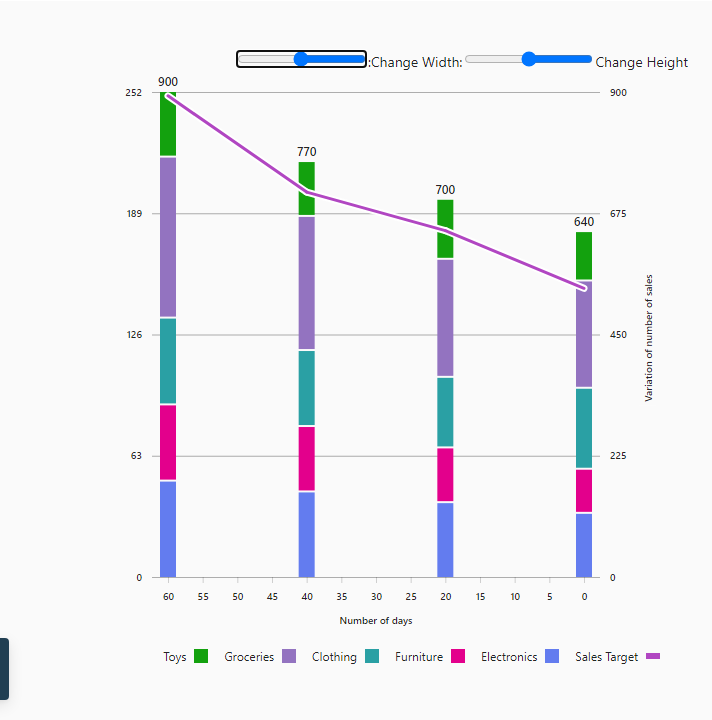 :Change Width:
Change Height
900
252
900
770
700
189
675
640
126
450
Variation of number of sales
63
225
0
0
60 55 50 45 40 35 30 25 20 15 10 5 0
Number of days
Toys Groceries Clothing Furniture Electronics Sales Target